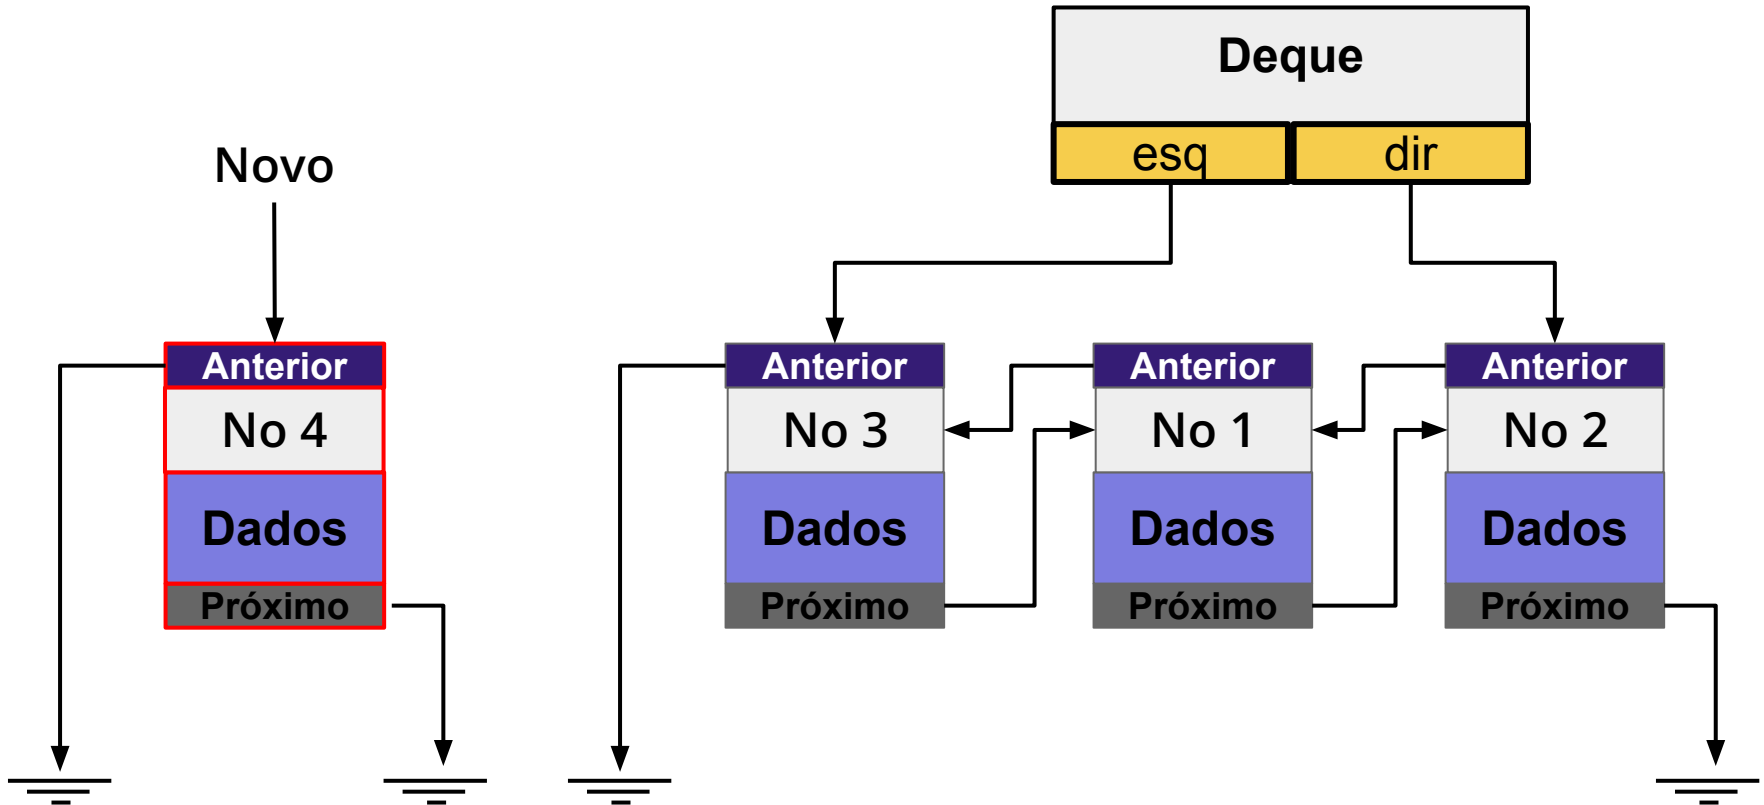 Deque
esq dir
Novo
Anterior Anterior Anterior Anterior
No 4 No 3 No 1 No 2
Dados Dados Dados Dados
Próximo Próximo Próximo Próximo